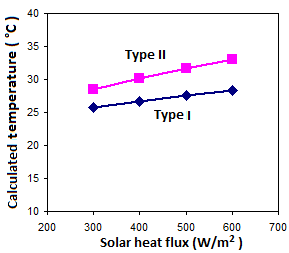 Calculated temperature ( °C)
40
35
30
25
20
15
10
Type II
Type I
200 300 400 500 600 700
Solar heat flux (W/m² )